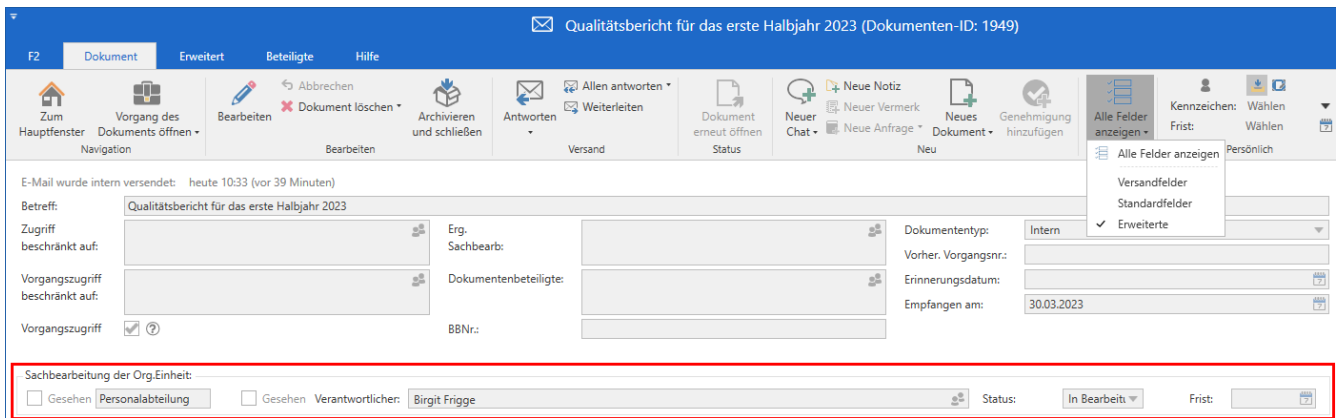 Qualitätsbericht für das erste Halbjahr 2023 (Dokumenten-ID: 1949)
F2 Dokument Erweitert Beteiligte Hilfe
Zum Hauptfenster
Vorgang des Dokuments öffnen
Navigation
Bearbeiten
Abbrechen
Dokument löschen
Archivieren und schließen
Bearbeiten
Antworten
Allen antworten
Weiterleiten
Versand
Dokument erneut öffnen
Status
Neuer Chat
Neue Notiz
Neuer Vermerk
Neue Anfrage
Neues Dokument
Genehmigung hinzufügen
Neu
Alle Felder anzeigen
Kennzeichen: Wählen
Frist: Wählen
Persönlich
Alle Felder anzeigen
Versandfelder
Standardfelder
Erweiterte
E-Mail wurde intern versendet: heute 10:33 (vor 39 Minuten)
Betreff: Qualitätsbericht für das erste Halbjahr 2023
Zugriff beschränkt auf:
Erg. Sachbearb:
Dokumententyp: Intern
Vorher. Vorgangsnr.:
Vorgangszugriff beschränkt auf:
Dokumentenbeteiligte:
Erinnerungsdatum:
Empfangen am: 30.03.2023
Vorgangszugriff
BBNr.:
Sachbearbeitung der Org.Einheit:
Gesehen Personalabteilung Gesehen Verantwortlicher: Birgit Frigge Status: In Bearbeit Frist: